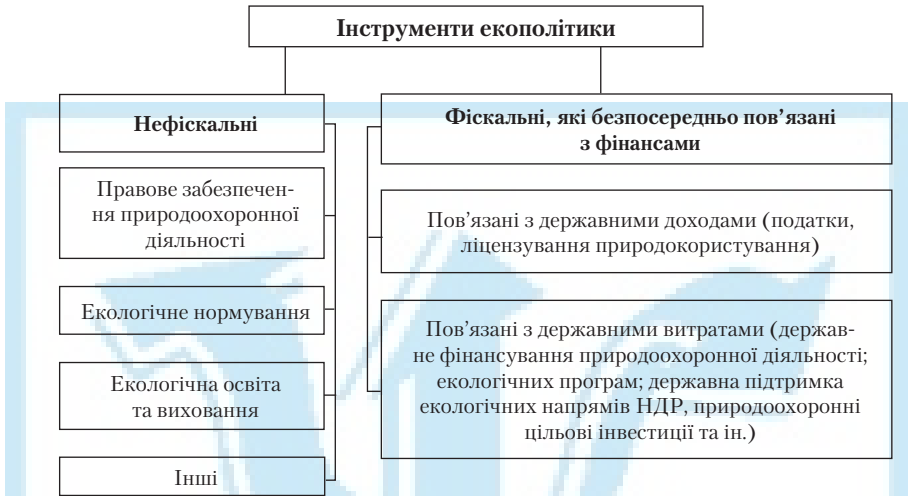 Інструменти екополітики
Нефіскальні
Правове забезпечен-
ня природоохоронної
діяльності
Екологічне нормування
Екологічна освіта
та виховання
Інші
Фіскальні, які безпосередньо пов’язані
з фінансами
Пов’язані з державними доходами (податки,
ліцензування природокористування)
Пов’язані з державними витратами (держав-
не фінансування природоохоронної діяльності;
екологічних програм; державна підтримка
екологічних напрямів НДР, природоохоронні
цільові інвестиції та ін.)